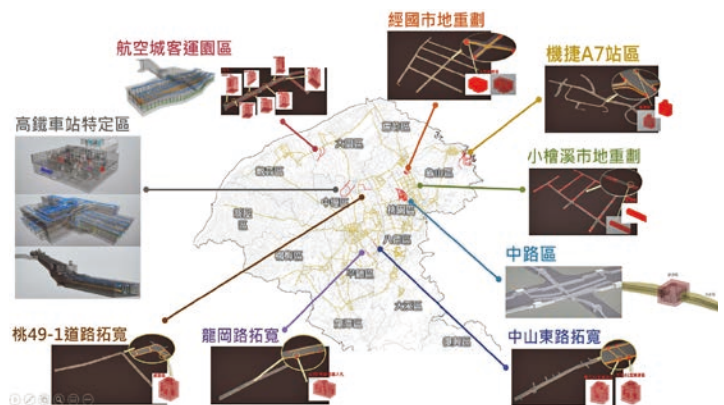 航空城客運園區
經國市地重劃
機捷A7站區
高鐵車站特定區
小檜溪市地重劃
中路區
桃49-1道路拓寬
龍岡路拓寬
中山東路拓寬
大園區
蘆竹區
龜山區
觀音區
中壢區
桃園區
新屋區
八德區
楊梅區
平鎮區
大溪區
龍潭區
復興區